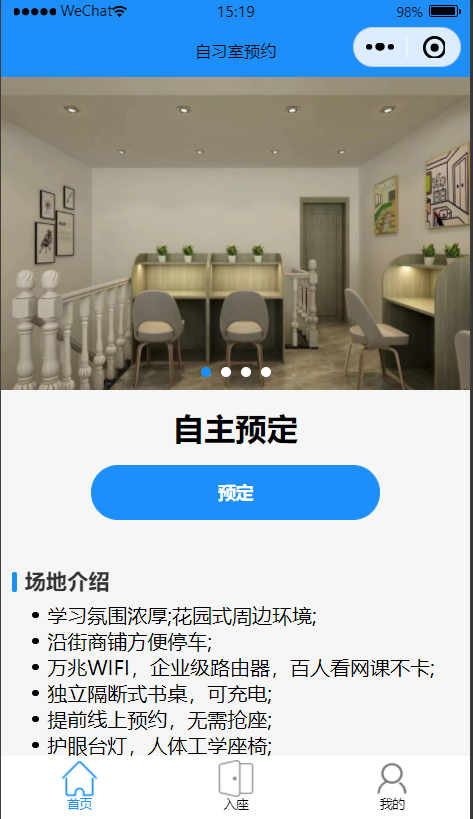 WeChat 15:19 98%
自习室预约
自主预定
预定
场地介绍
• 学习氛围浓厚;花园式周边环境;
• 沿街商铺方便停车;
• 万兆WIFI，企业级路由器，百人看网课不卡;
• 独立隔断式书桌，可充电;
• 提前线上预约，无需抢座;
• 护眼台灯，人体工学座椅;
首页 入座 我的